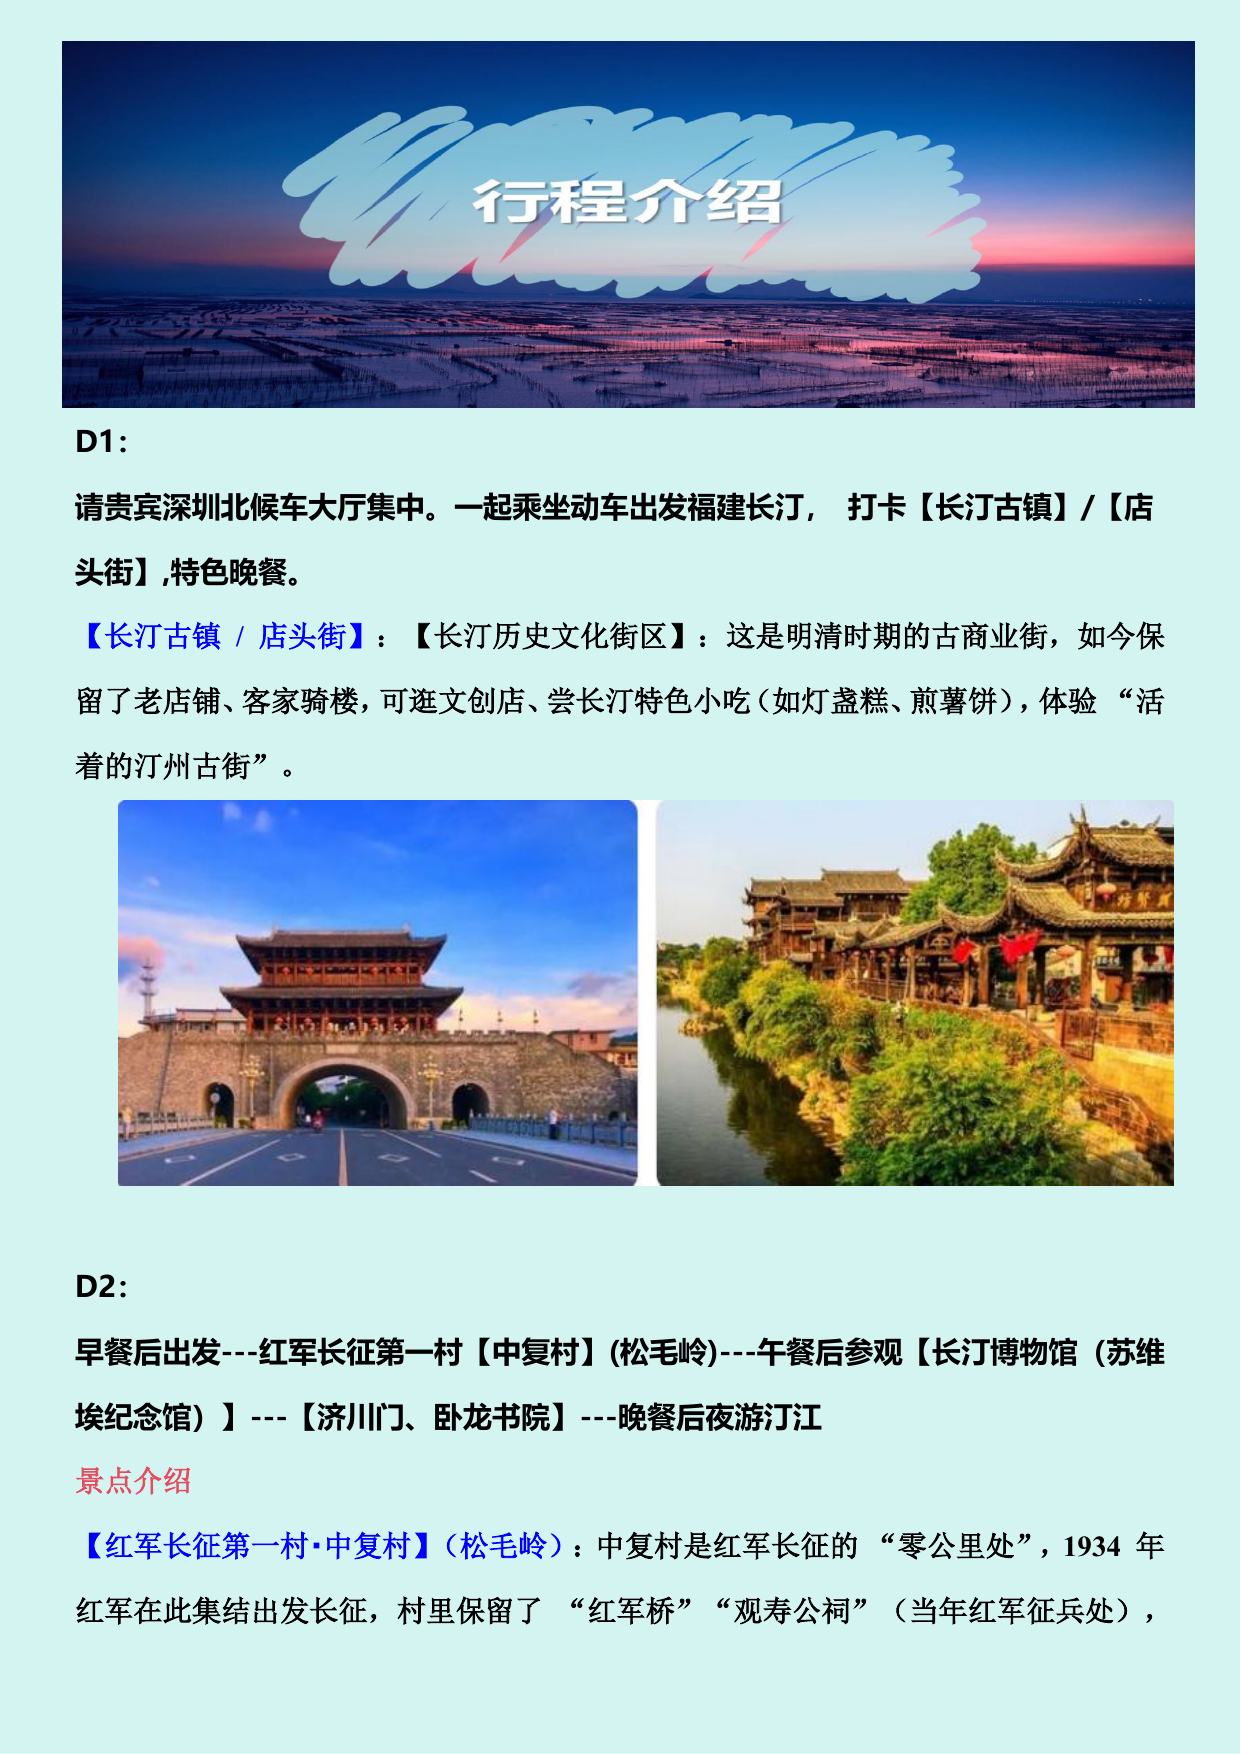 行程介绍
D1：
请贵宾深圳北候车大厅集中。一起乘坐动车出发福建长汀， 打卡【长汀古镇】/【店
头街】,特色晚餐。
【长汀古镇 / 店头街】：【长汀历史文化街区】：这是明清时期的古商业街，如今保
留了老店铺、客家骑楼，可逛文创店、尝长汀特色小吃（如灯盏糕、煎薯饼），体验 “活
着的汀州古街”。
D2：
早餐后出发---红军长征第一村【中复村】(松毛岭)---午餐后参观【长汀博物馆（苏维
埃纪念馆）】---【济川门、卧龙书院】---晚餐后夜游汀江
景点介绍
【红军长征第一村·中复村】（松毛岭）：中复村是红军长征的 “零公里处”，1934 年
红军在此集结出发长征，村里保留了 “红军桥”“观寿公祠”（当年红军征兵处），